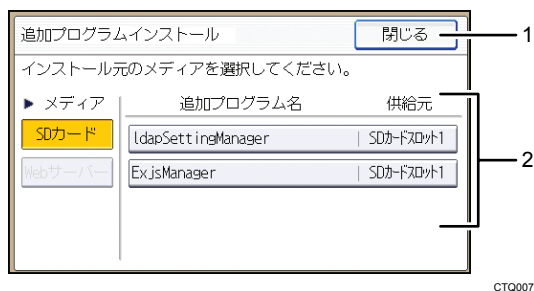 追加プログラムインストール
閉じる
1
インストール元のメディアを選択してください。
▶ メディア
追加プログラム名
供給元
SDカード
ldapSettingManager
SDカードスロット1
2
Webサーバー
ExjsManager
SDカードスロット1
CTQ007